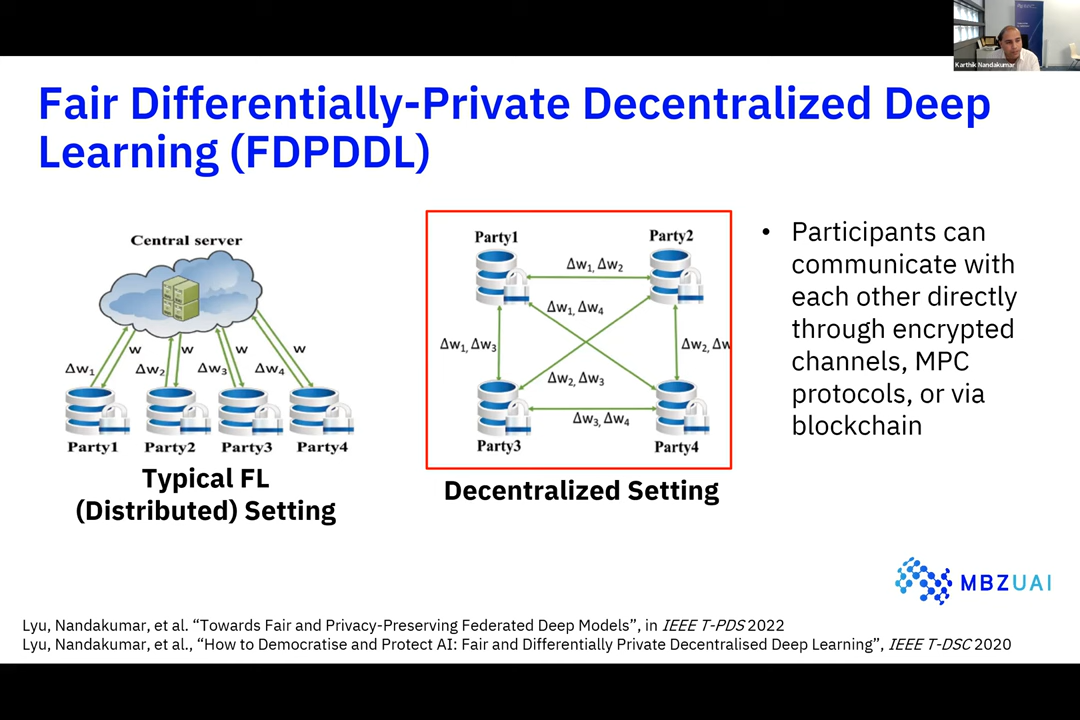 Karthik Nandakumar
Fair Differentially-Private Decentralized Deep
Learning (FDPDDL)
Central server
w
w
w
w
Δw₁
Δw₂
Δw₃
Δw₄
Party1
Party2
Party3
Party4
Typical FL
(Distributed) Setting
Party1
Party2
Δw₁, Δw₂
Δw₁, Δw₄
Δw₁, Δw₃
Δw₂, Δw
Δw₂, Δw₃
Δw₃, Δw₄
Party3
Party4
Decentralized Setting
• Participants can
communicate with
each other directly
through encrypted
channels, MPC
protocols, or via
blockchain
MBZUAI
Lyu, Nandakumar, et al. “Towards Fair and Privacy-Preserving Federated Deep Models”, in IEEE T-PDS 2022
Lyu, Nandakumar, et al., “How to Democratise and Protect AI: Fair and Differentially Private Decentralised Deep Learning”, IEEE T-DSC 2020